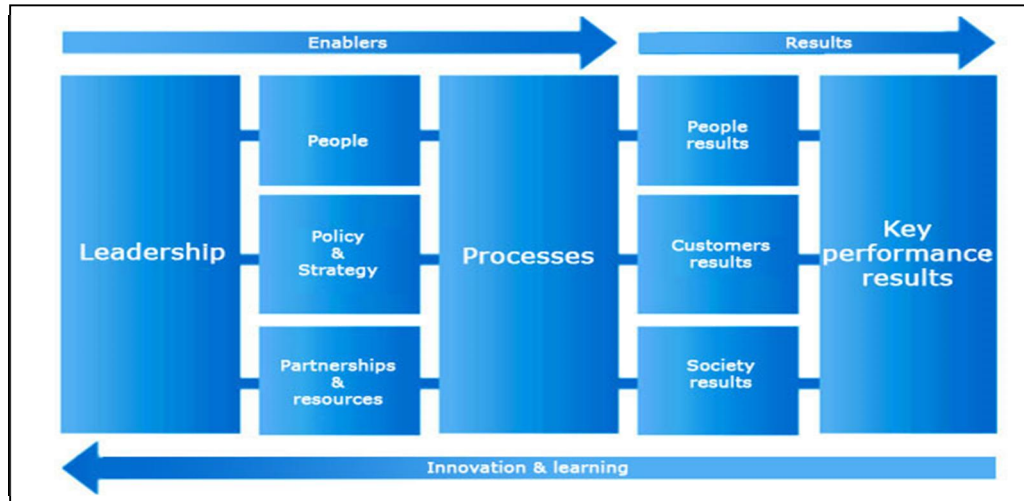 Enablers
Results
Leadership
People
Policy
&
Strategy
Partnerships
&
resources
Processes
People
results
Customers
results
Society
results
Key
performance
results
Innovation & learning